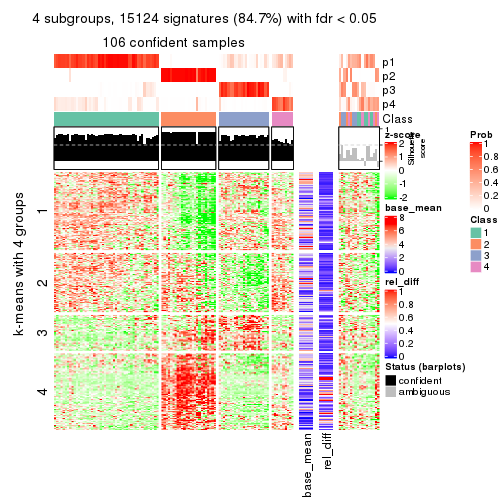 4 subgroups, 15124 signatures (84.7%) with fdr < 0.05
106 confident samples
p1
p2
p3
p4
Class
1
Silhouette
score
k-means with 4 groups
1
2
3
4
base_mean
rel_diff
z-score
2
1
0
-1
-2
base_mean
8
6
4
2
0
rel_diff
1
0.8
0.6
0.4
0.2
0
Status (barplots)
confident
ambiguous
Prob
1
0.8
0.6
0.4
0.2
0
Class
1
2
3
4